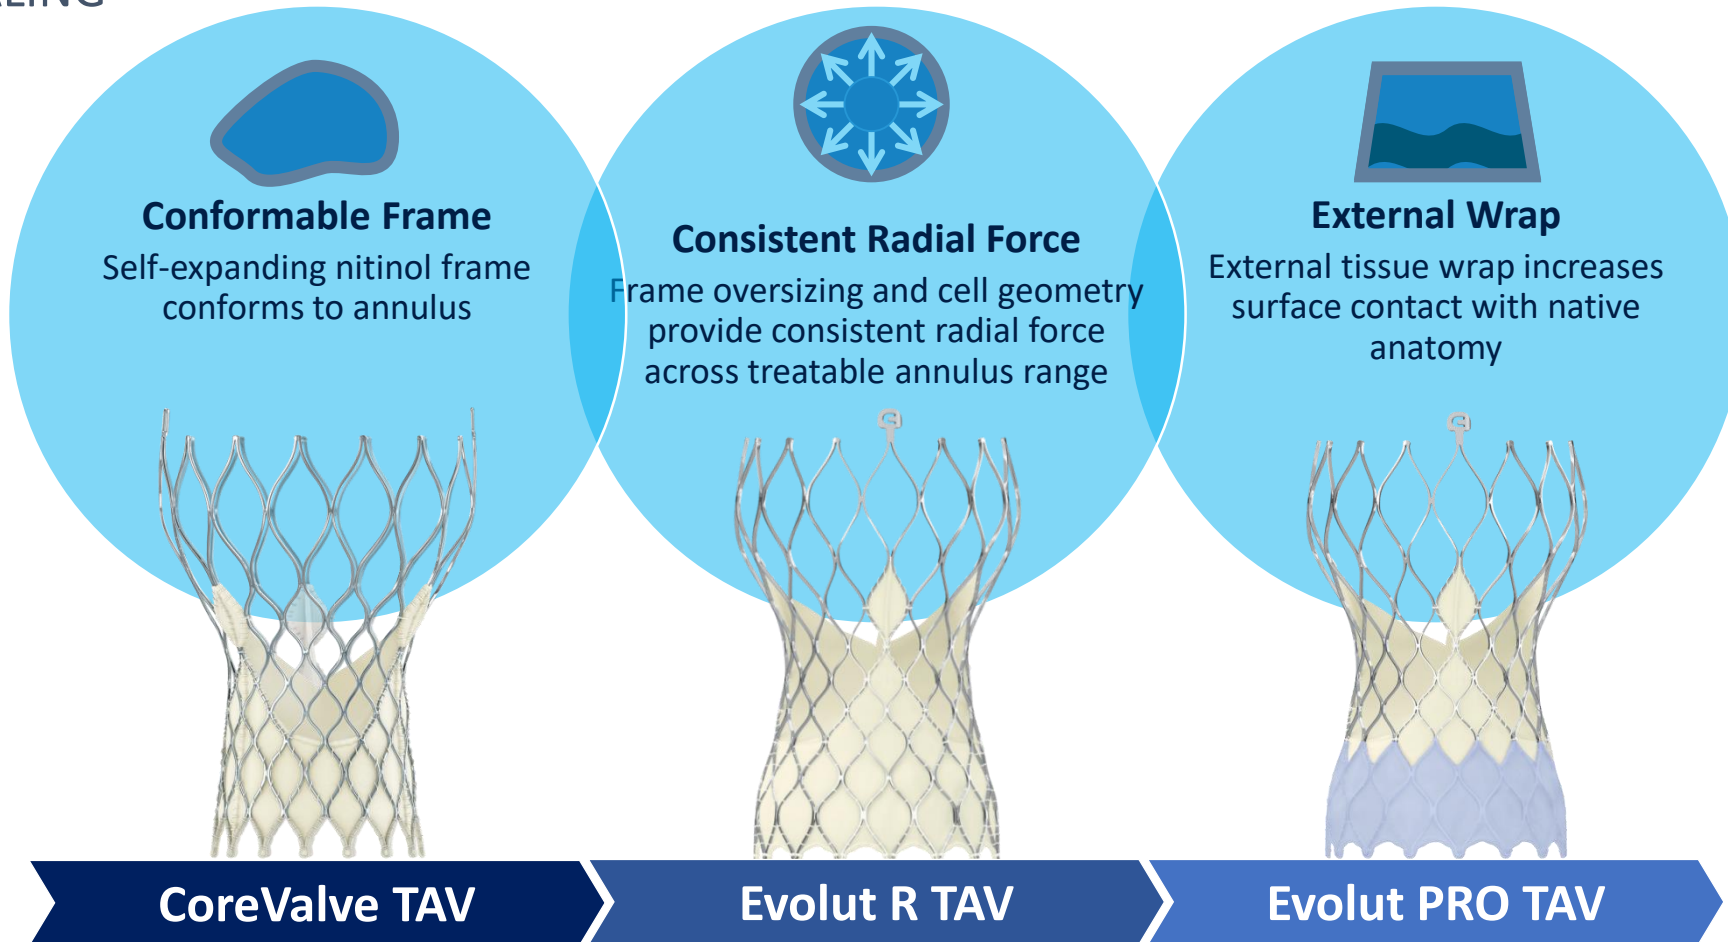 Conformable Frame
Self-expanding nitinol frame
conforms to annulus
Consistent Radial Force
Frame oversizing and cell geometry
provide consistent radial force
across treatable annulus range
External Wrap
External tissue wrap increases
surface contact with native
anatomy
CoreValve TAV
Evolut R TAV
Evolut PRO TAV